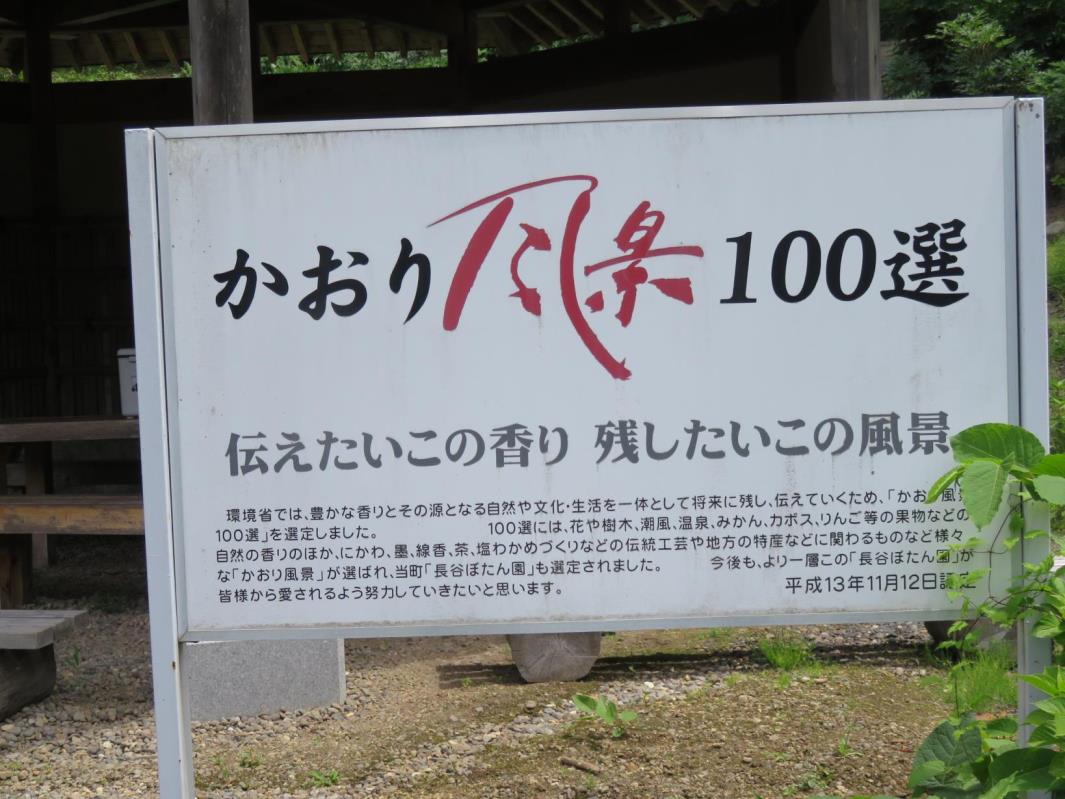 かおり風景100選
伝えたいこの香り 残したいこの風景
環境省では、豊かな香りとその源となる自然や文化・生活を一体として将来に残し、伝えていくため、「かおり風景
100選」を選定しました。 100選には、花や樹木、潮風、温泉、みかん、カボス、りんご等の果物などの
自然の香りのほか、にかわ、墨、線香、茶、塩わかめづくりなどの伝統工芸や地方の特産などに関わるものなど様々
な「かおり風景」が選ばれ、当町「長谷ぼたん園」も選定されました。 今後も、より一層この「長谷ぼたん園」が
皆様から愛されるよう努力していきたいと思います。
平成13年11月12日認定